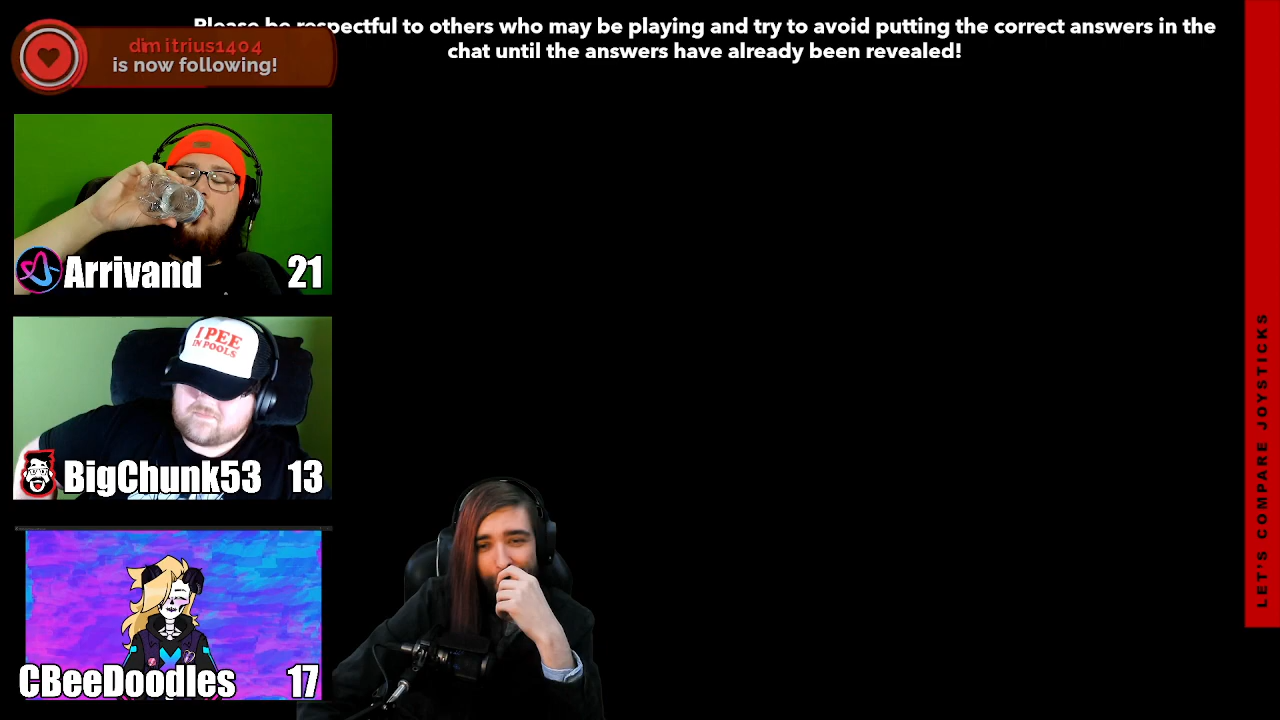 Please be respectful to others who may be playing and try to avoid putting the correct answers in the
chat until the answers have already been revealed!
dimitrius1404
is now following!
Arrivand 21
I PEE
IN POOLS
BigChunk53 13
CBeeDoodles 17
LET'S COMPARE JOYSTICKS